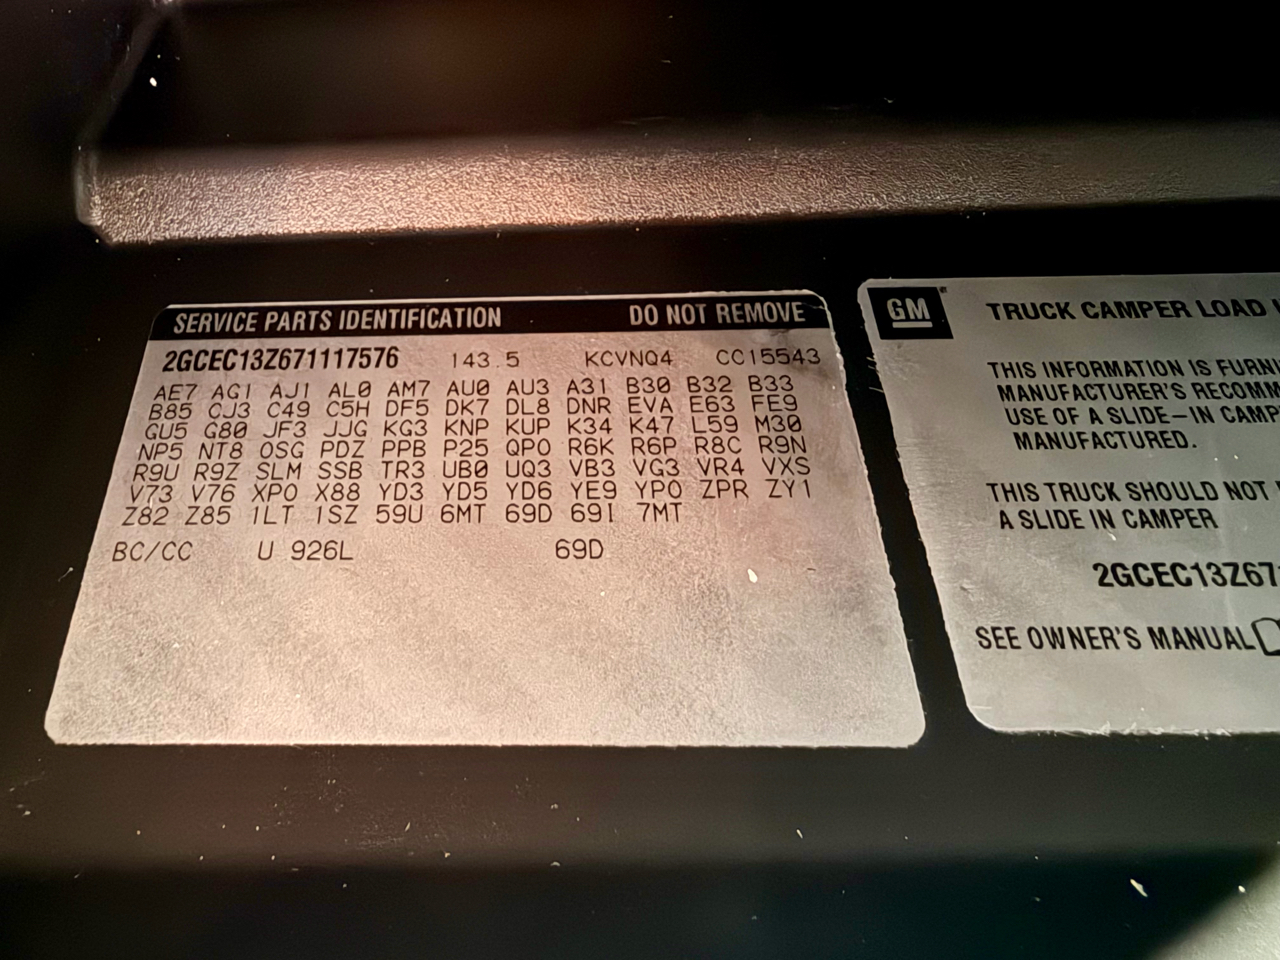 SERVICE PARTS IDENTIFICATION DO NOT REMOVE
2GCEC13Z671117576 143.5 KCVNQ4 CC15543
AE7 AG1 AJ1 AL0 AM7 AU0 AU3 A31 B30 B32 B33
B85 CJ3 C49 C5H DF5 DK7 DL8 DNR EVA E63 FE9
GU5 G80 JF3 JJG KG3 KNP KUP K34 K47 L59 M30
NP5 NT8 OSG PDZ PPB P25 QPO R6K R6P R8C R9N
R9U R9Z SLM SSB TR3 UB0 UQ3 VB3 VG3 VR4 VXS
V73 V76 XPO X88 YD3 YD5 YD6 YE9 YPO ZPR ZY1
Z82 Z85 1LT 1SZ 59U 6MT 69D 69I 7MT
BC/CC U 926L 69D
GM
TRUCK CAMPER LOAD
THIS INFORMATION IS FURNI
MANUFACTURER'S RECOMM
USE OF A SLIDE-IN CAMP
MANUFACTURED.
THIS TRUCK SHOULD NOT
A SLIDE IN CAMPER
2GCEC13Z67
SEE OWNER'S MANUAL